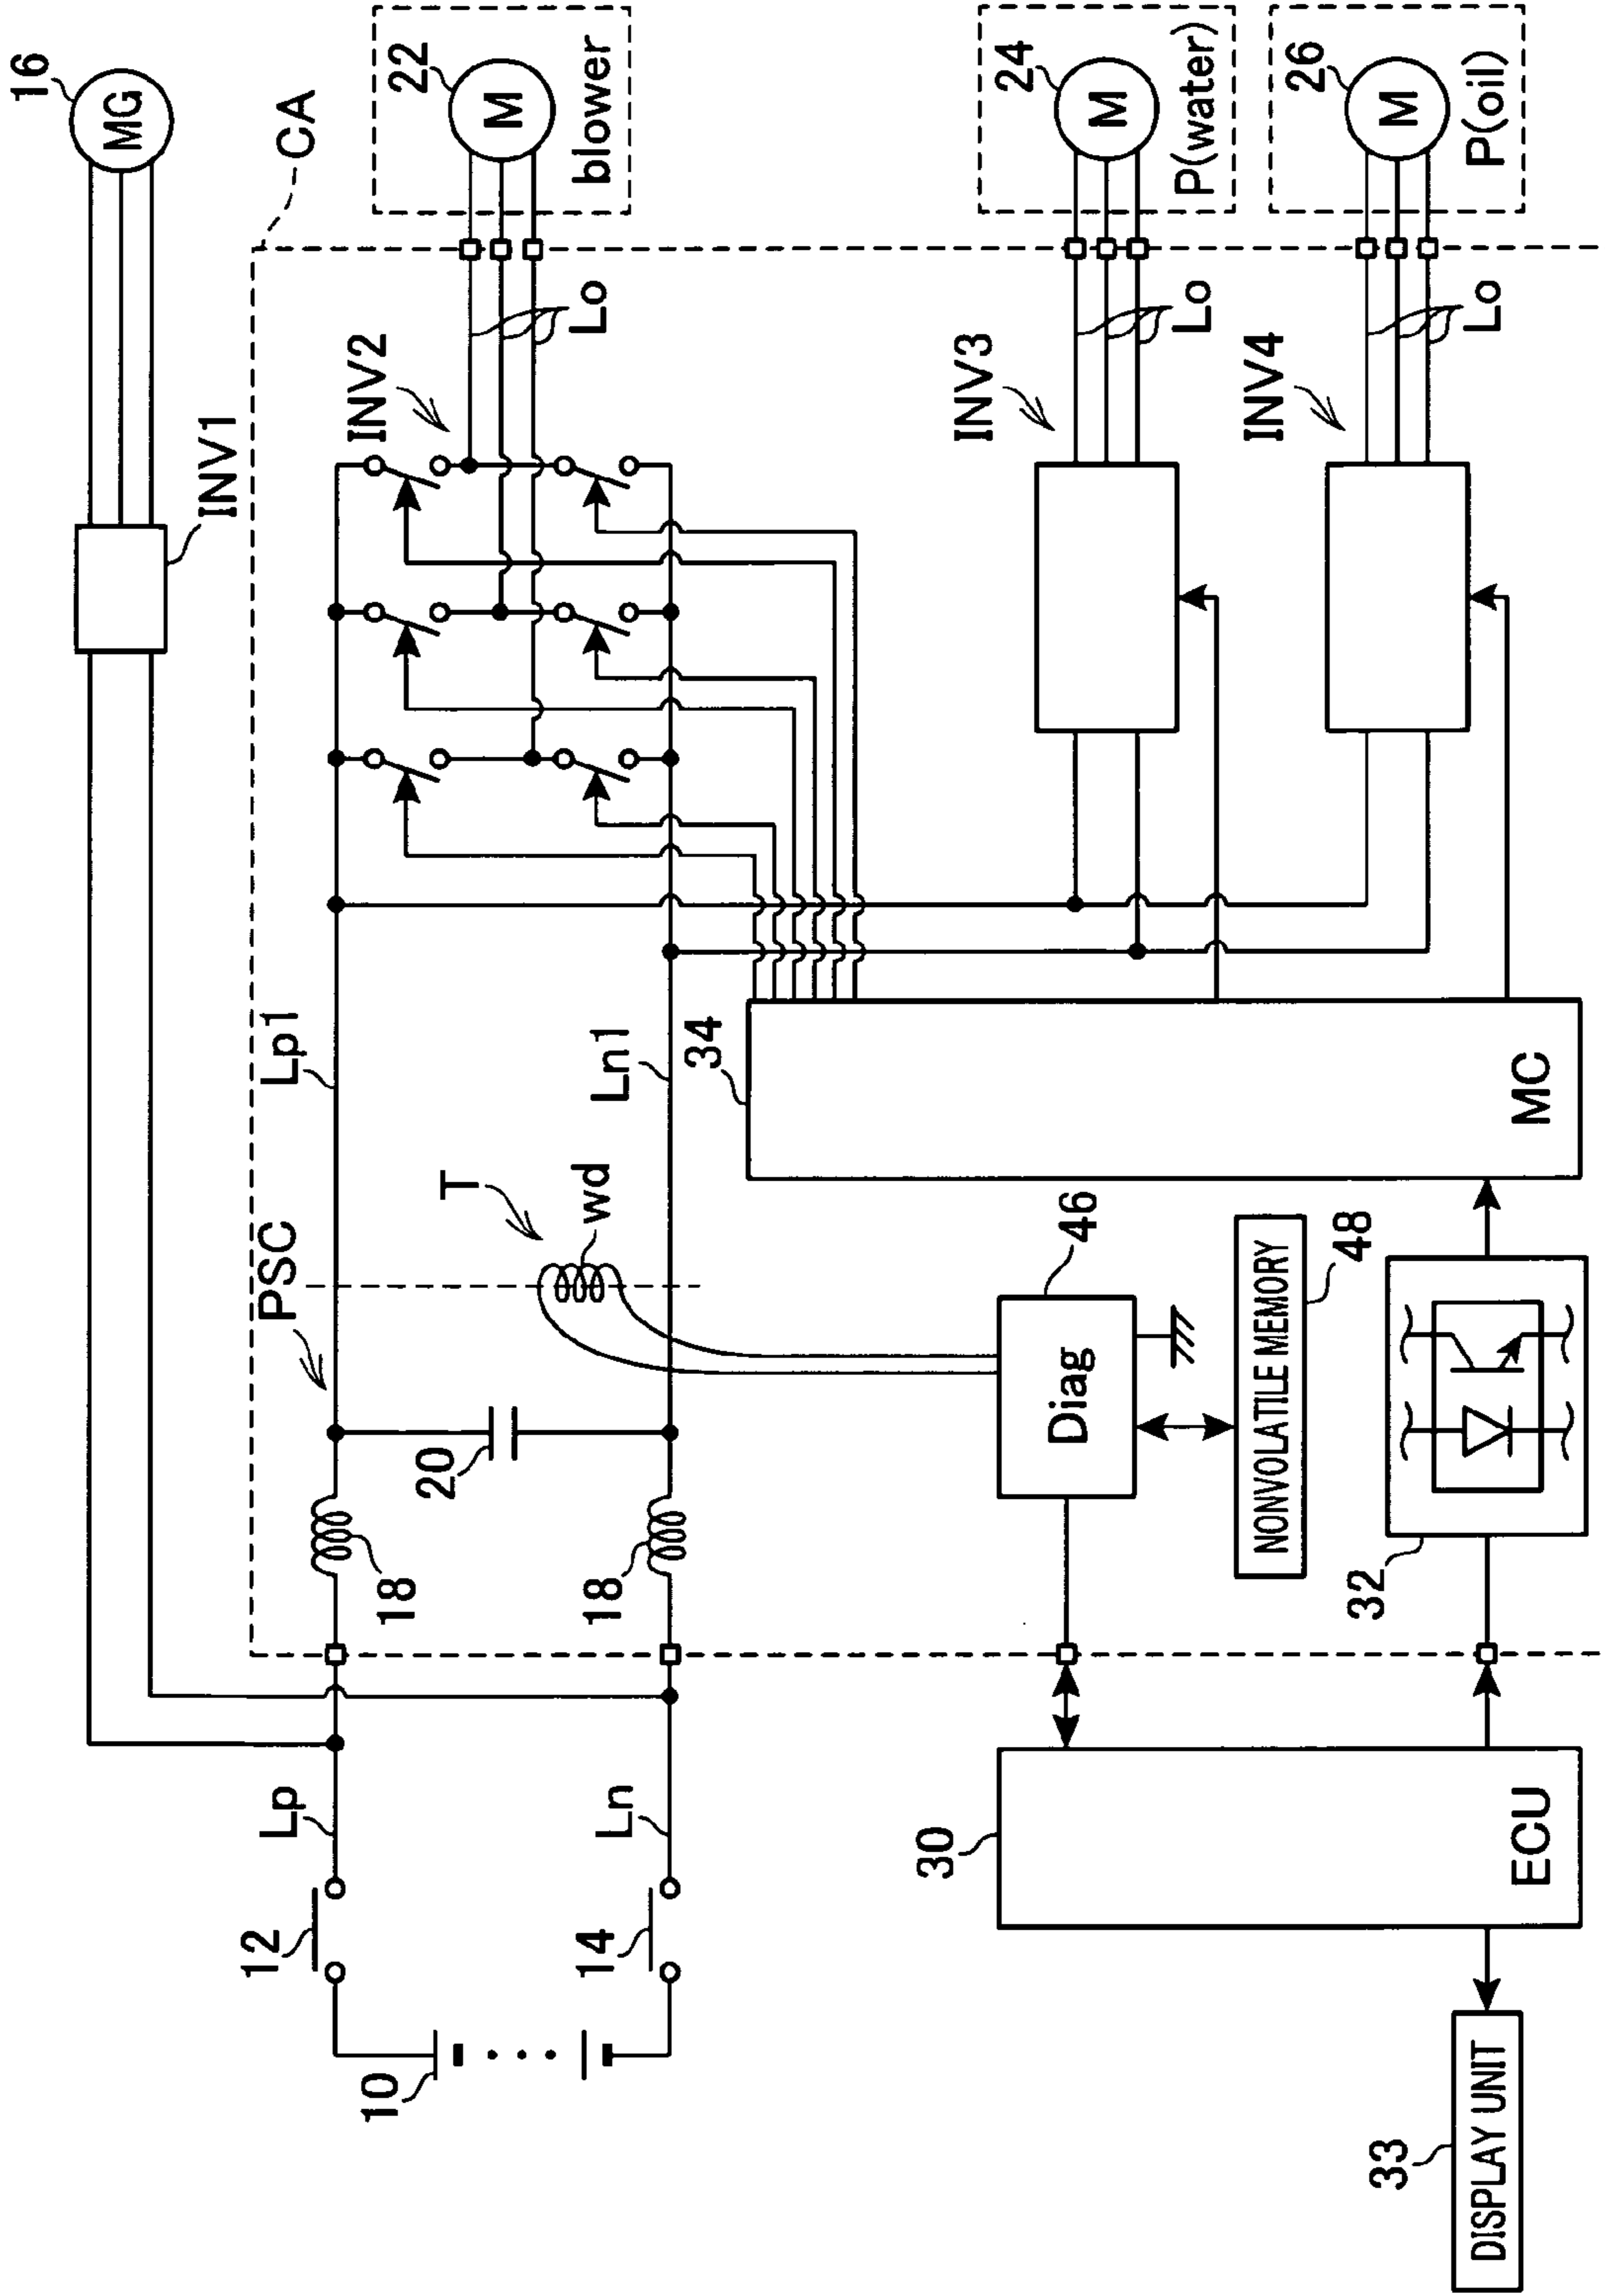 16
MG
INV1
CA
22
M
blower
Lo
INV2
24
M
P(water)
Lo
INV3
26
M
P(oil)
Lo
INV4
Lp1
Ln1
34
MC
PSC
T
wd
20
18
18
46
Diag
NONVOLATILE MEMORY
48
32
Lp
Ln
12
14
10
30
ECU
33
DISPLAY UNIT